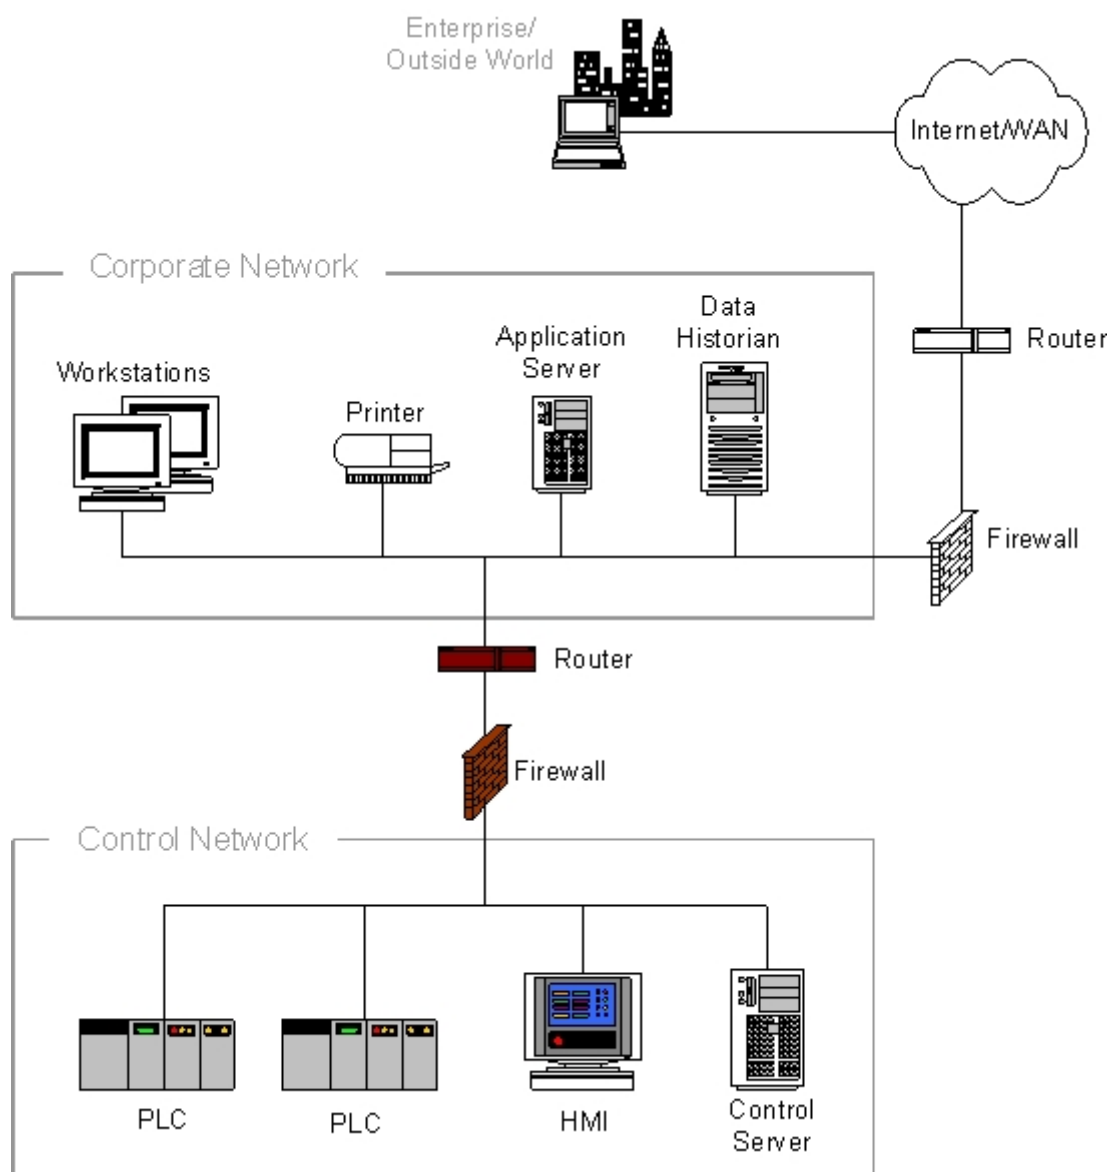 Enterprise/
Outside World
Internet/WAN
Corporate Network
Data
Historian
Application
Server
Router
Workstations
Printer
Firewall
Router
Firewall
Control Network
PLC
PLC
HMI
Control
Server